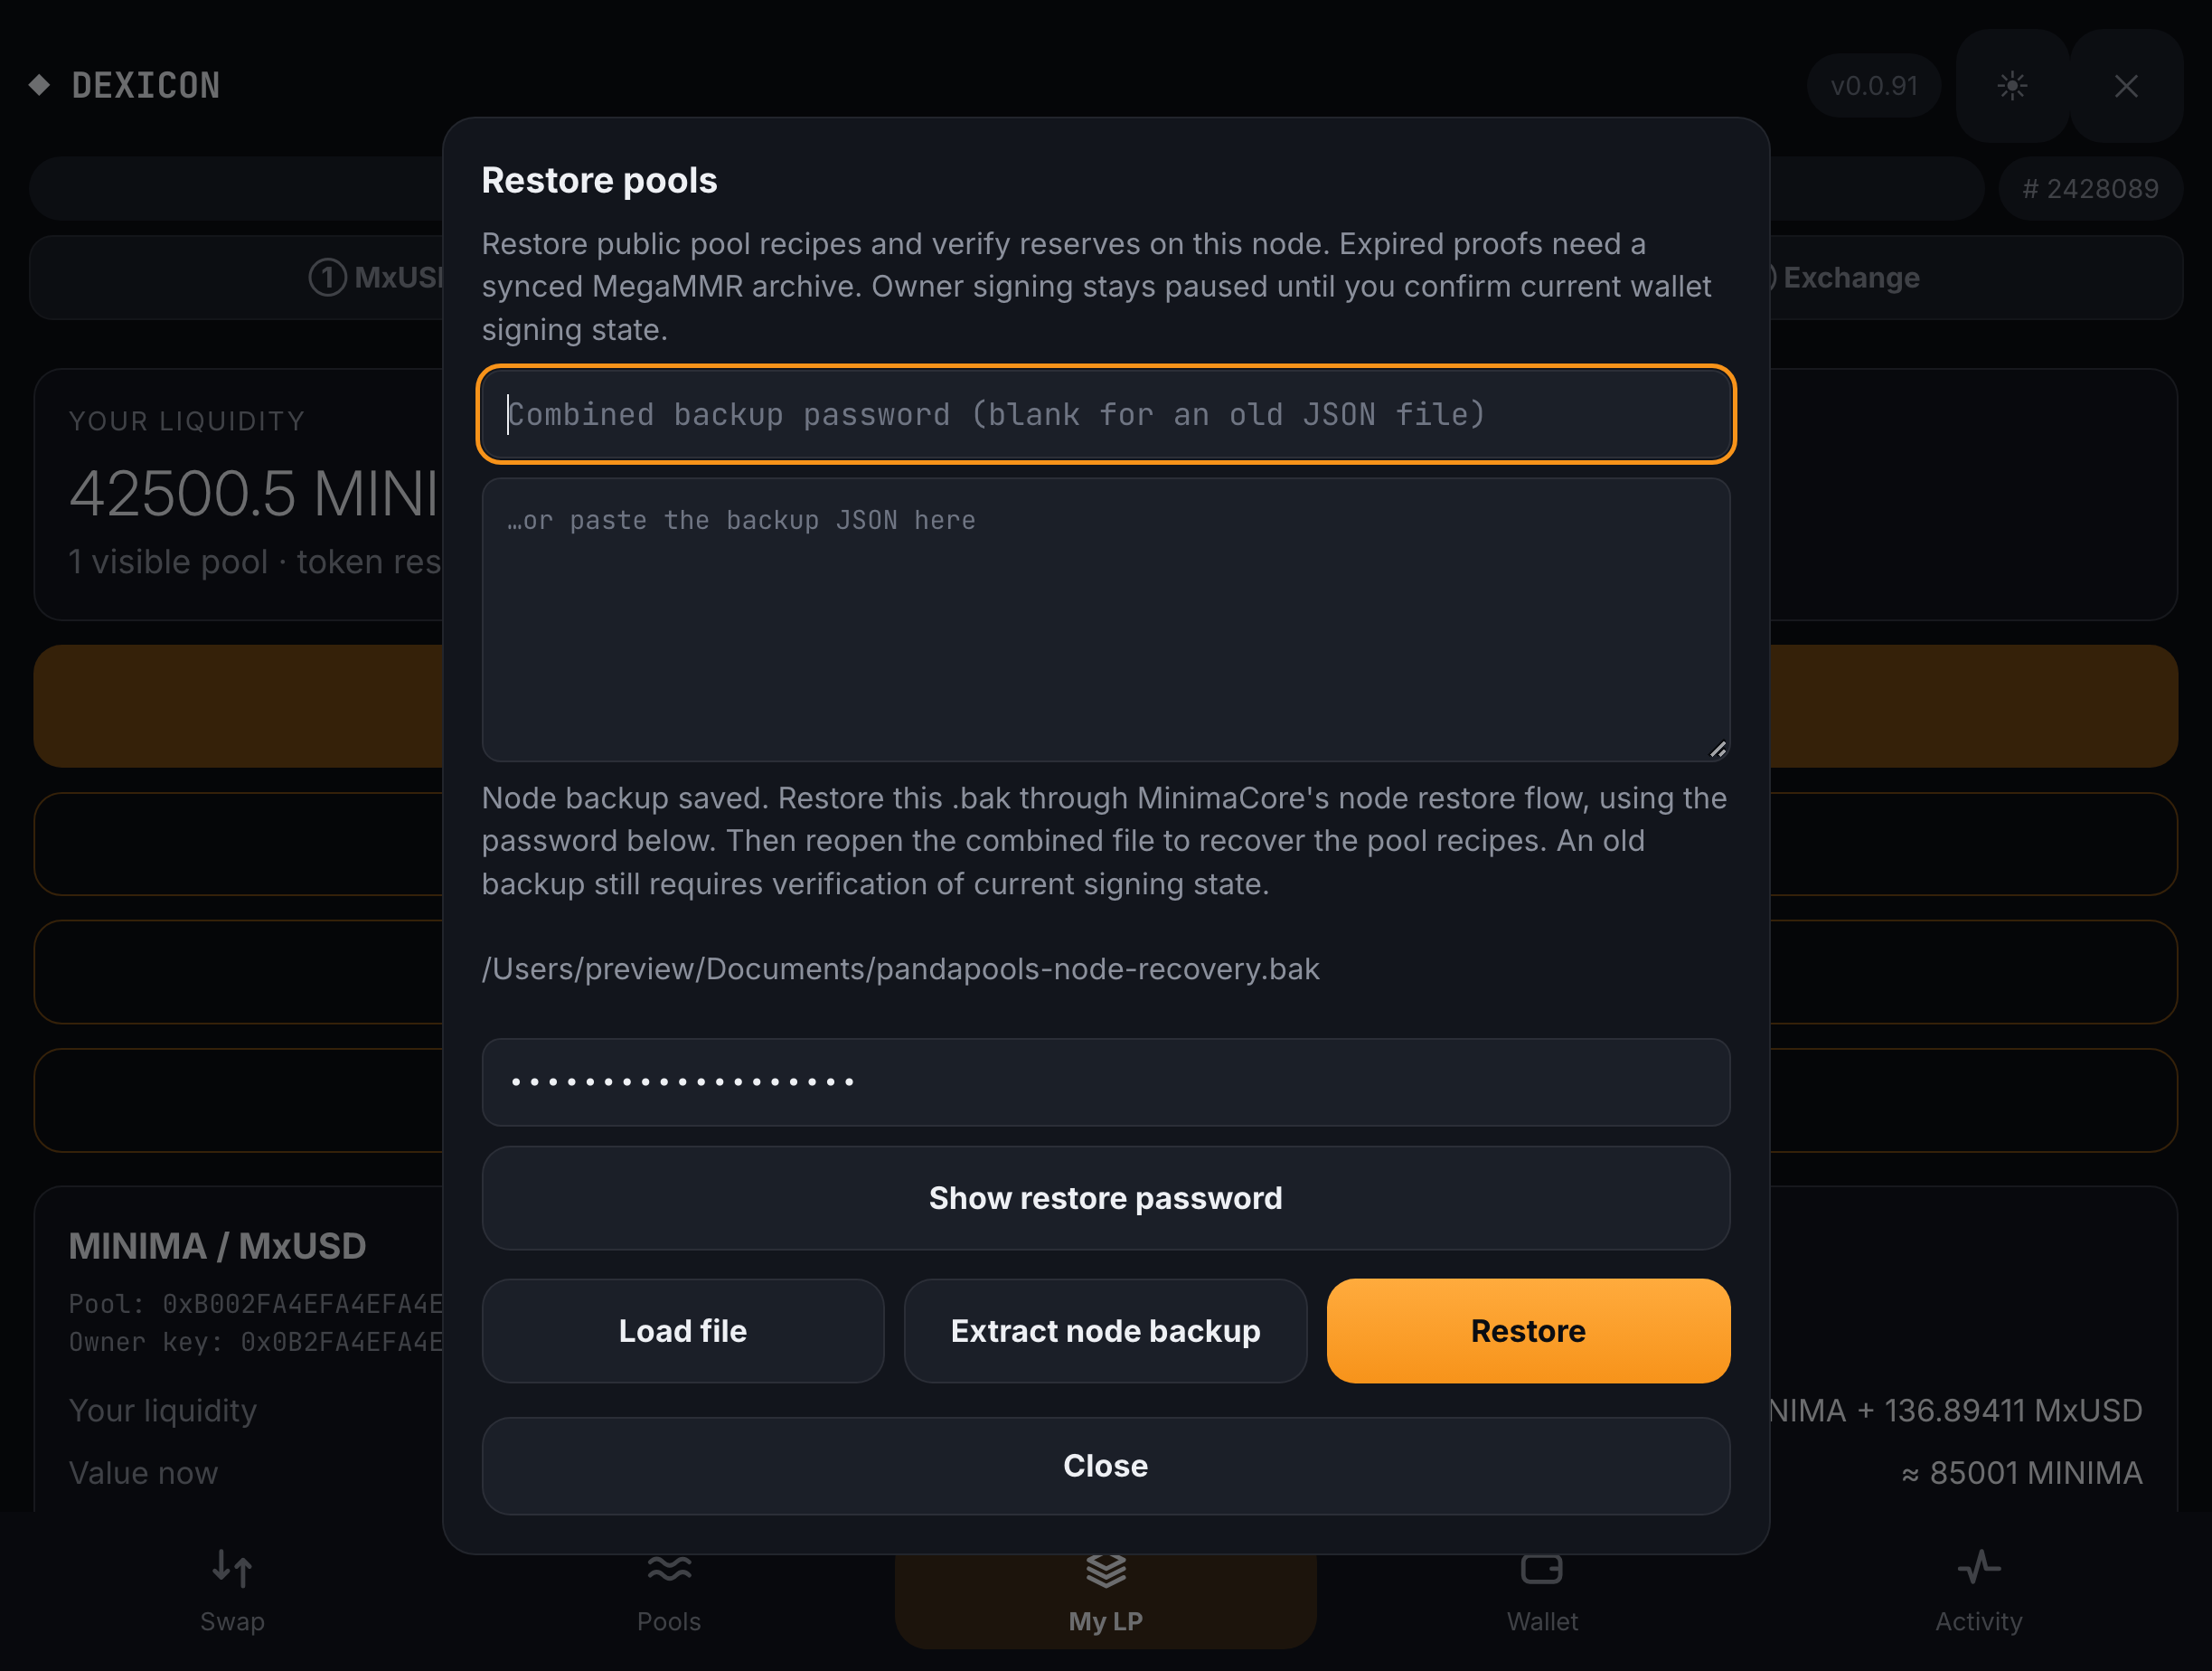 DEXICON
v0.0.91
# 2428089
1 MxUS
Exchange
YOUR LIQUIDITY
42500.5 MINI
1 visible pool · token res
Restore pools
Restore public pool recipes and verify reserves on this node. Expired proofs need a
synced MegaMMR archive. Owner signing stays paused until you confirm current wallet
signing state.
Combined backup password (blank for an old JSON file)
…or paste the backup JSON here
Node backup saved. Restore this .bak through MinimaCore's node restore flow, using the
password below. Then reopen the combined file to recover the pool recipes. An old
backup still requires verification of current signing state.
/Users/preview/Documents/pandapools-node-recovery.bak
•••••••••••••••••••
Show restore password
Load file
Extract node backup
Restore
Close
MINIMA / MxUSD
Pool: 0xB002FA4EFA4EFA4E
Owner key: 0x0B2FA4EFA4E
Your liquidity
NIMA + 136.89411 MxUSD
Value now
≈ 85001 MINIMA
Swap
Pools
My LP
Wallet
Activity